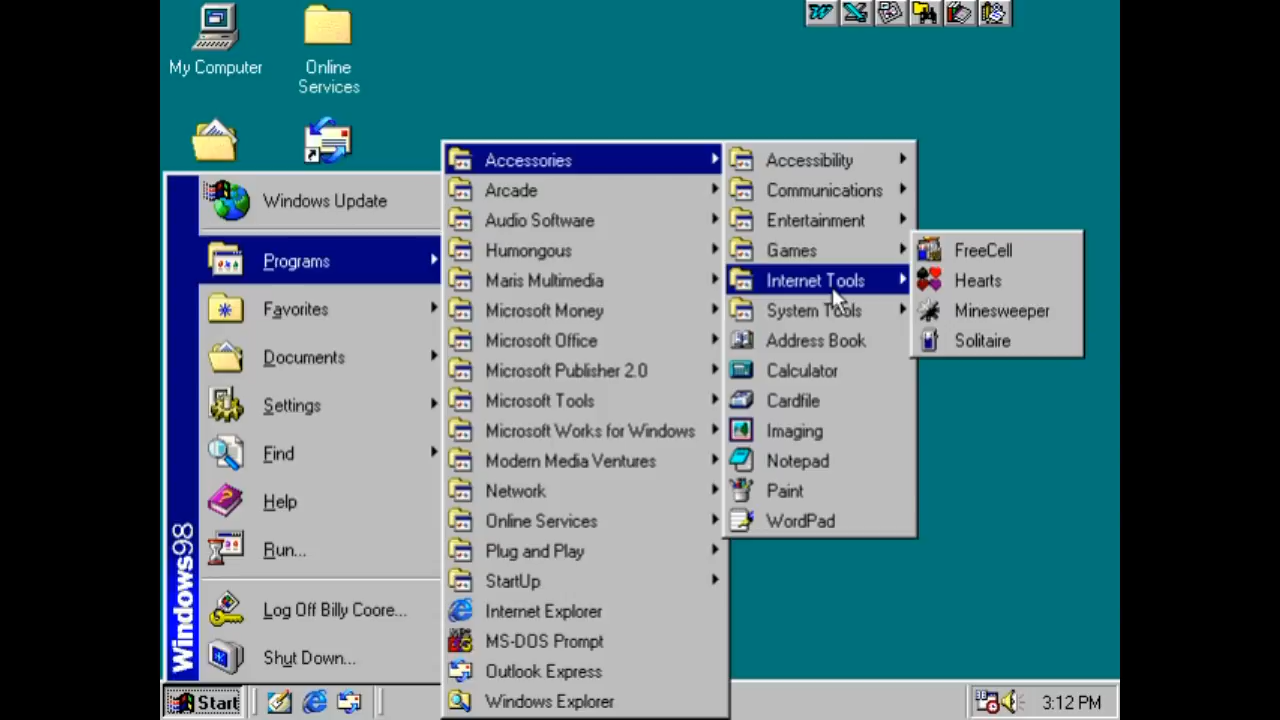 My Computer
Online
Services
Windows Update
Programs
Favorites
Documents
Settings
Find
Help
Run...
Log Off Billy Coore...
Shut Down...
Windows98
Accessories
Arcade
Audio Software
Humongous
Maris Multimedia
Microsoft Money
Microsoft Office
Microsoft Publisher 2.0
Microsoft Tools
Microsoft Works for Windows
Modern Media Ventures
Network
Online Services
Plug and Play
StartUp
Internet Explorer
MS-DOS Prompt
Outlook Express
Windows Explorer
Accessibility
Communications
Entertainment
Games
Internet Tools
System Tools
Address Book
Calculator
Cardfile
Imaging
Notepad
Paint
WordPad
FreeCell
Hearts
Minesweeper
Solitaire
Start
3:12 PM